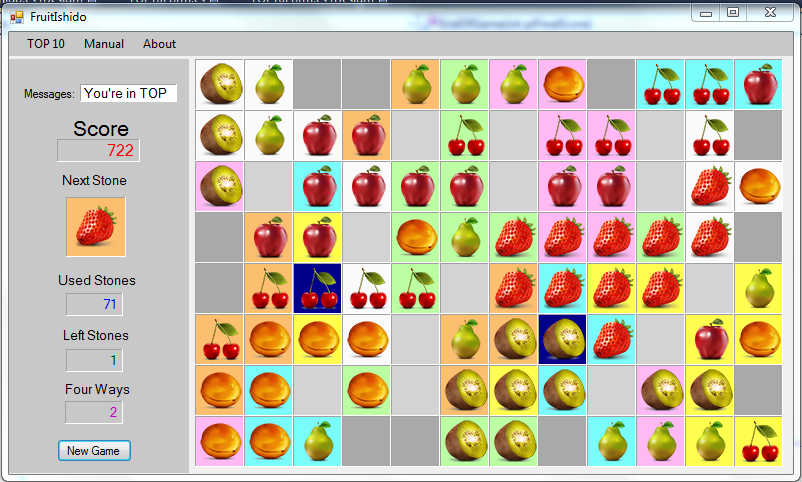 FruitIshido
TOP 10 Manual About
Messages: You're in TOP
Score
722
Next Stone
Used Stones
71
Left Stones
1
Four Ways
2
New Game